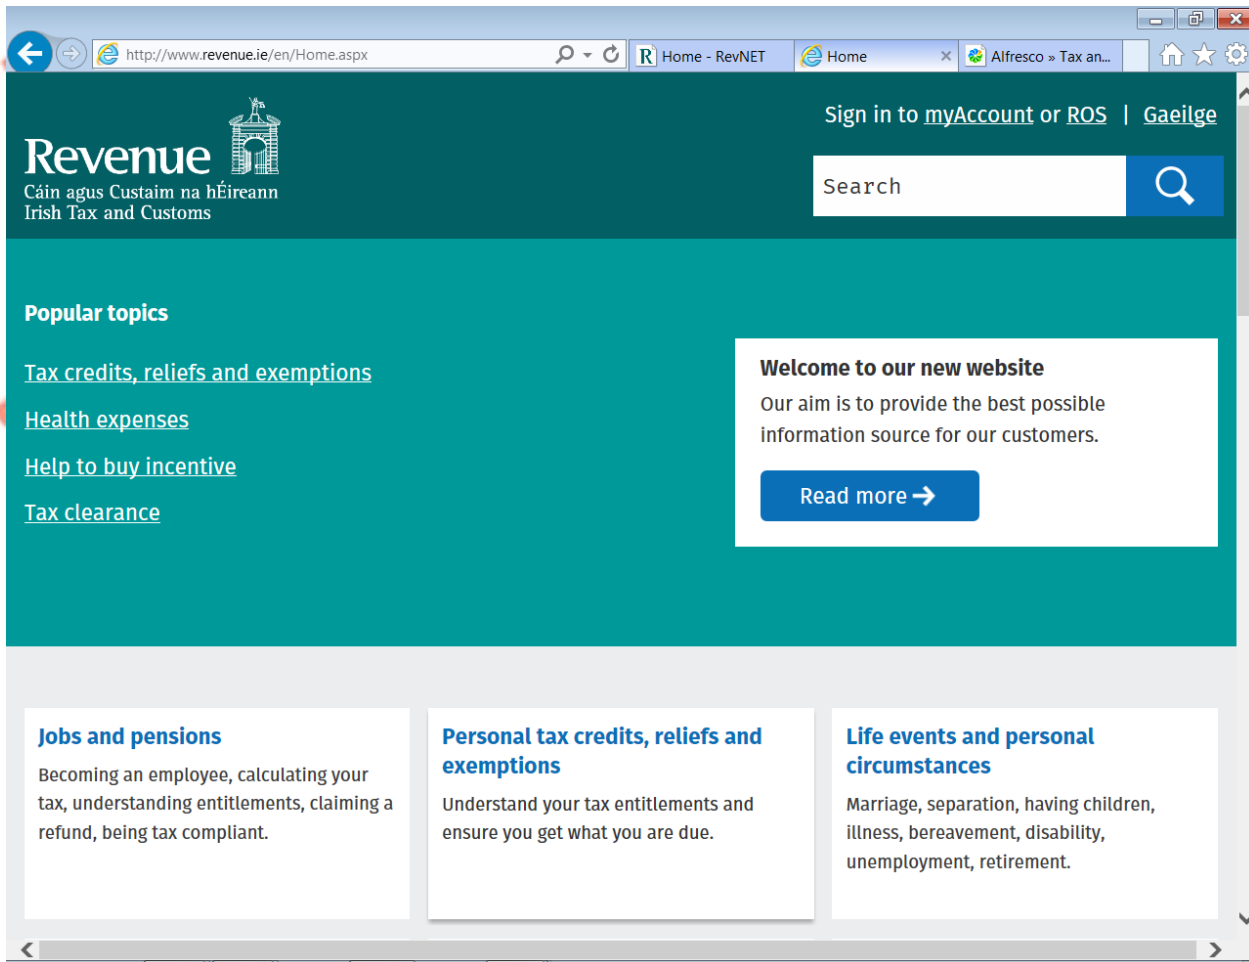 http://www.revenue.ie/en/Home.aspx
Home - RevNET
Home
Alfresco » Tax an...
Sign in to myAccount or ROS | Gaeilge
Revenue
Cáin agus Custaim na hÉireann
Irish Tax and Customs
Search
Popular topics
Tax credits, reliefs and exemptions
Health expenses
Help to buy incentive
Tax clearance
Welcome to our new website
Our aim is to provide the best possible
information source for our customers.
Read more
Jobs and pensions
Becoming an employee, calculating your
tax, understanding entitlements, claiming a
refund, being tax compliant.
Personal tax credits, reliefs and
exemptions
Understand your tax entitlements and
ensure you get what you are due.
Life events and personal
circumstances
Marriage, separation, having children,
illness, bereavement, disability,
unemployment, retirement.